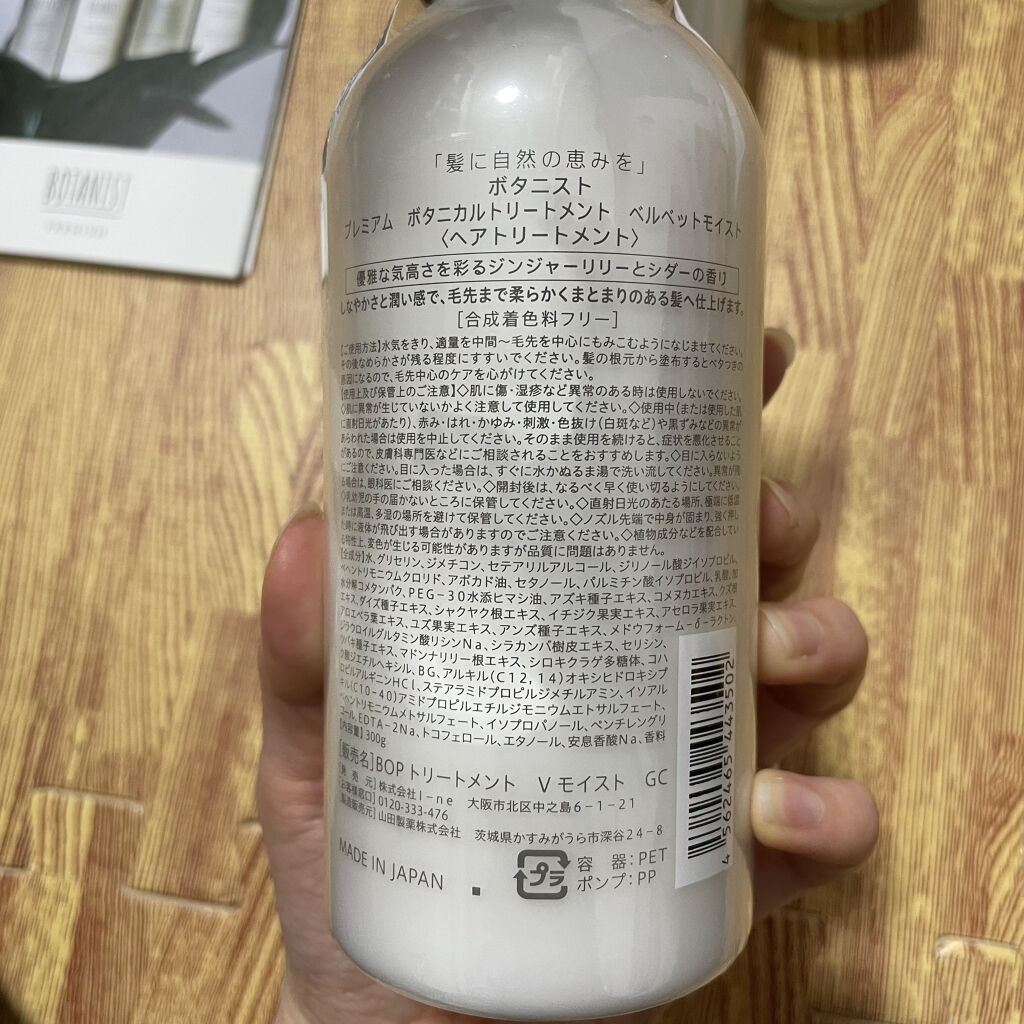 BOTANIST
「髪に自然の恵みを」
ボタニスト
プレミアム ボタニカルトリートメント ベルベットモイスト
〈ヘアトリートメント〉
優雅な気高さを彩るジンジャーリリーとシダーの香り
しなやかさと潤い感で、毛先まで柔らかくまとまりのある髪へ仕上げます。
[合成着色料フリー]
【ご使用方法】水気をきり、適量を中間～毛先を中心にもみこむようになじませてください。
その後なめらかさが残る程度にすすいでください。髪の根元から塗布するとベタつきの
原因になるので、毛先中心のケアを心がけてください。
【使用上及び保管上のご注意】◇肌に傷・湿疹など異常のある時は使用しないでください。
◇肌に異常が生じていないかよく注意して使用してください。◇使用中(または使用した肌
に直射日光があたり)、赤み・はれ・かゆみ・刺激・色抜け(白斑など)や黒ずみなどの異常が
あらわれた場合は使用を中止してください。そのまま使用を続けると、症状を悪化させること
があるので、皮膚科専門医などにご相談されることをおすすめします。◇目に入らないよう
にご注意ください。目に入った場合は、すぐに水かぬるま湯で洗い流してください。異常が残
る場合は、眼科医にご相談ください。◇開封後は、なるべく早く使い切るようにしてください。
◇乳幼児の手の届かないところに保管してください。◇直射日光のあたる場所、極端に低温
または高温、多湿の場所を避けて保管してください。◇ノズル先端で中身が固まり、強く押し
た時に液体が飛び出す場合がありますのでご注意ください。◇植物成分などを配合してい
る特性上、変色が生じる可能性がありますが品質に問題はありません。
【全成分】水、グリセリン、ジメチコン、セテアリルアルコール、ジリノール酸ジイソプロピル、
ベヘントリモニウムクロリド、アボカド油、セタノール、パルミチン酸イソプロピル、乳酸、加
水分解コメタンパク、PEG-30水添ヒマシ油、アズキ種子エキス、コメヌカエキス、クズ根
エキス、ダイズ種子エキス、シャクヤク根エキス、イチジク果実エキス、アセロラ果実エキス、
アロエベラ葉エキス、ユズ果実エキス、アンズ種子エキス、メドウフォーム-δ-ラクトン、
ジラウロイルグルタミン酸リシンNa、シラカンバ樹皮エキス、セリシン、
ツバキ種子エキス、マドンナリリー根エキス、シロキクラゲ多糖体、コハ
ク酸ジエチルヘキシル、BG、アルキル(C12,14)オキシヒドロキシプ
ロピルアルギニンHCl、ステアラミドプロピルジメチルアミン、イソアル
キル(C10-40)アミドプロピルエチルジモニウムエトサルフェート、
ベヘントリモニウムメトサルフェート、イソプロパノール、ペンチレングリ
コール、EDTA-2Na、トコフェロール、エタノール、安息香酸Na、香料
【内容量】300g
[販売名]BOPトリートメント Vモイスト GC
[発 売 元]株式会社I-ne 大阪市北区中之島6-1-21
[お客様窓口]0120-333-476
[製造販売元]山田製薬株式会社 茨城県かすみがうら市深谷24-8
MADE IN JAPAN
プラ
容 器:PET
ポンプ:PP
4562465443502